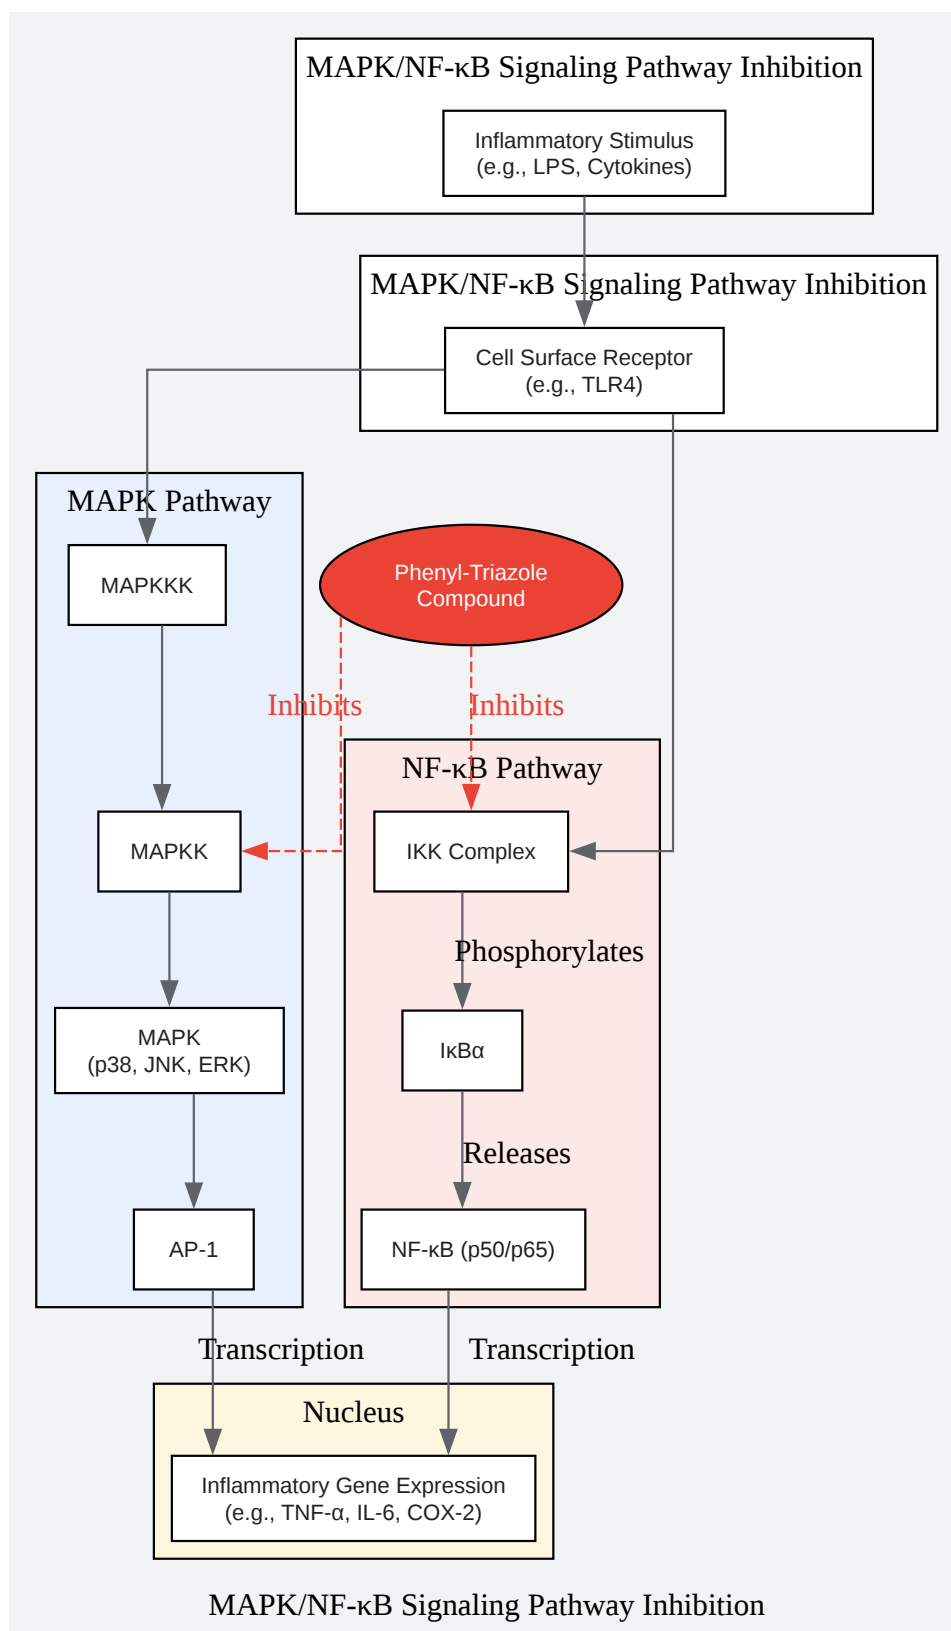 MAPK/NF-κB Signaling Pathway Inhibition
Inflammatory Stimulus
(e.g., LPS, Cytokines)
MAPK/NF-κB Signaling Pathway Inhibition
Cell Surface Receptor
(e.g., TLR4)
MAPK Pathway
MAPKKK
Phenyl-Triazole
Compound
Inhibits
Inhibits
NF-κB Pathway
MAPKK
IKK Complex
Phosphorylates
MAPK
(p38, JNK, ERK)
IκBα
Releases
AP-1
NF-κB (p50/p65)
Transcription
Transcription
Nucleus
Inflammatory Gene Expression
(e.g., TNF-α, IL-6, COX-2)
MAPK/NF-κB Signaling Pathway Inhibition